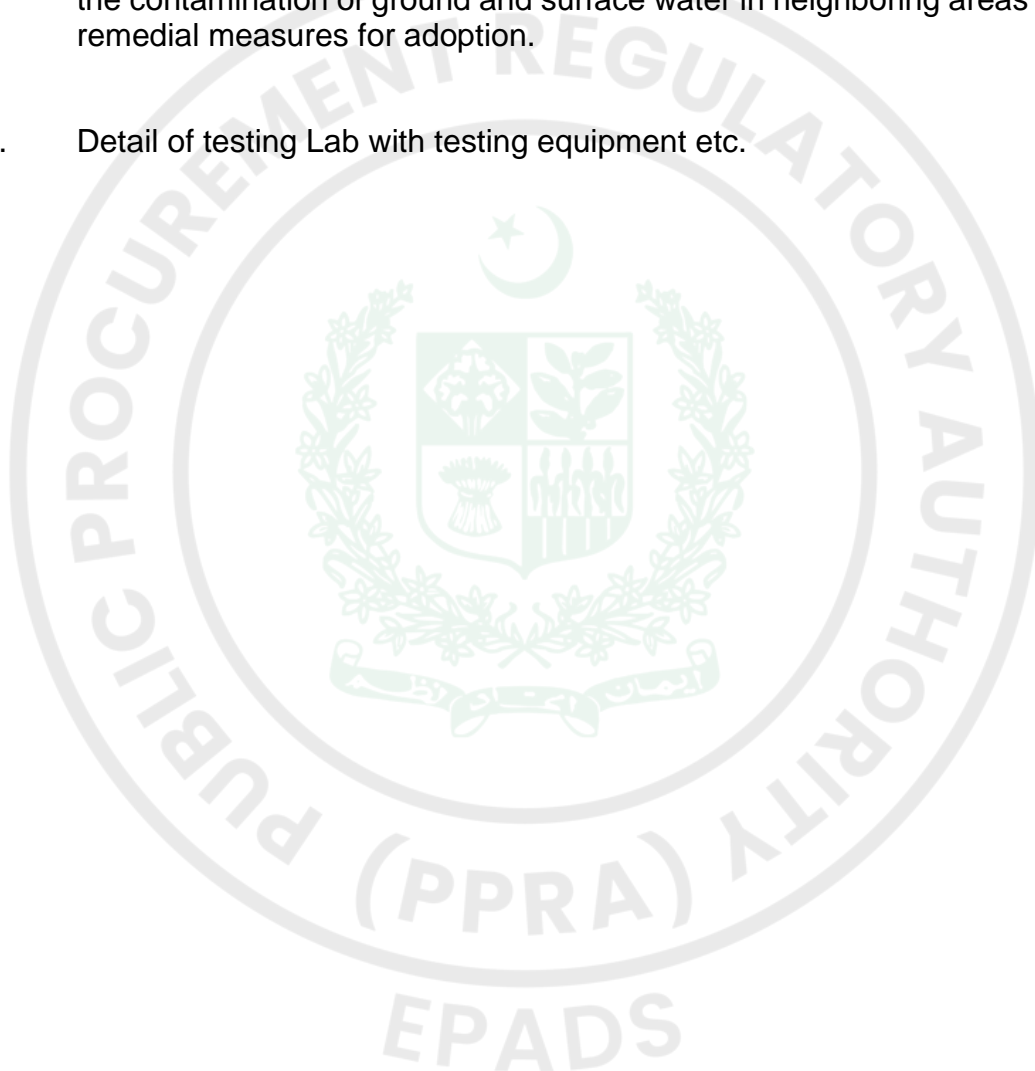 the contamination of ground and surface water in neighboring areas
remedial measures for adoption.
. Detail of testing Lab with testing equipment etc.
PUBLIC PROCUREMENT REGULATORY AUTHORITY
(PPRA)
EPADS